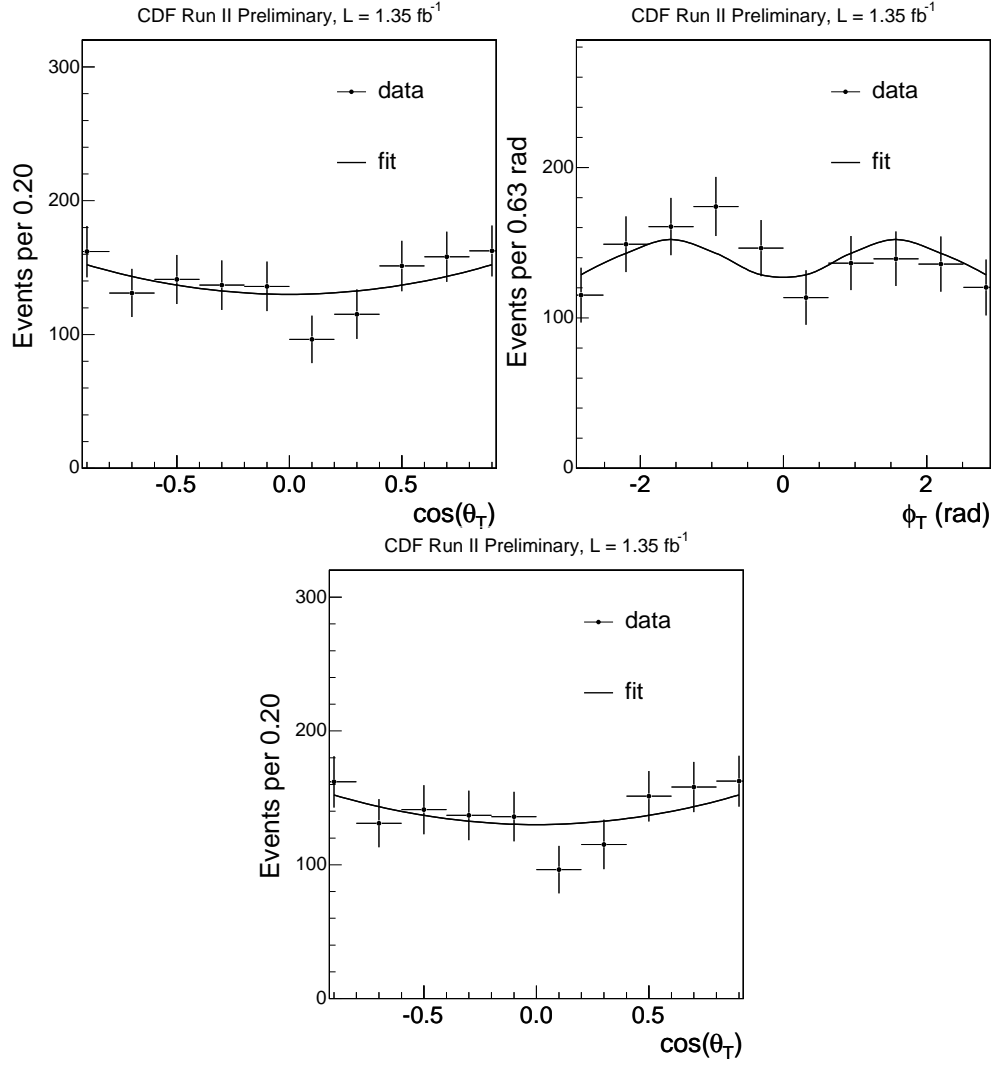 CDF Run II Preliminary, L = 1.35 fb⁻¹
Events per 0.20
300
200
100
0
data
fit
-0.5 0.0 0.5
cos(θ_T)
CDF Run II Preliminary, L = 1.35 fb⁻¹
Events per 0.63 rad
200
100
0
data
fit
-2 0 2
ϕ_T (rad)
CDF Run II Preliminary, L = 1.35 fb⁻¹
Events per 0.20
300
200
100
0
data
fit
-0.5 0.0 0.5
cos(θ_T)